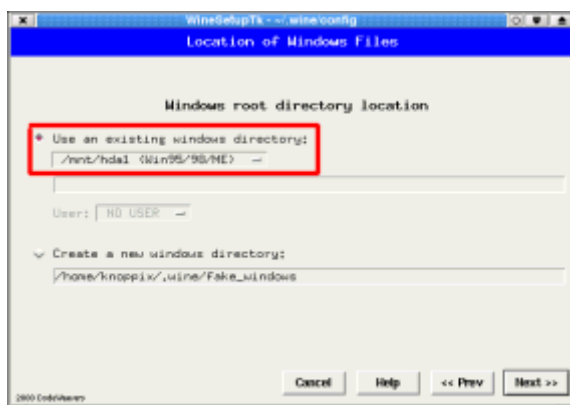 WineSetupTk - ~/.wine/config
Location of Windows Files
Windows root directory location
Use an existing windows directory:
/mnt/hda1 (Win95/98/ME)
User: NO USER
Create a new windows directory:
/home/knoppix/.wine/fake_windows
Cancel Help << Prev Next >>
2000 CodeWeavers